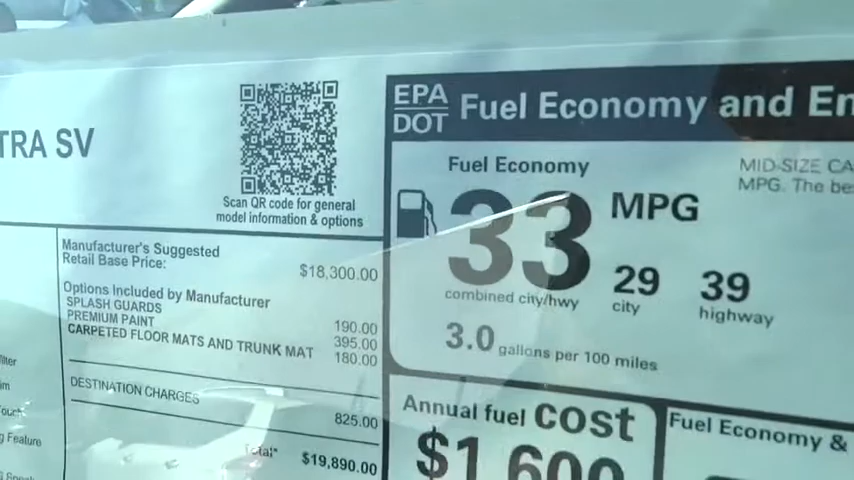 TRA SV
Scan QR code for general
model information & options
Manufacturer's Suggested
Retail Base Price:
$18,300.00
Options Included by Manufacturer
SPLASH GUARDS 190.00
PREMIUM PAINT 395.00
CARPETED FLOOR MATS AND TRUNK MAT 180.00
DESTINATION CHARGES
825.00
Total* $19,890.00
EPA
DOT
Fuel Economy and En
Fuel Economy
MID-SIZE CA
MPG. The be
33 MPG
combined city/hwy
29
city
39
highway
3.0 gallons per 100 miles
Annual fuel cost
$1600
Fuel Economy &
Feature